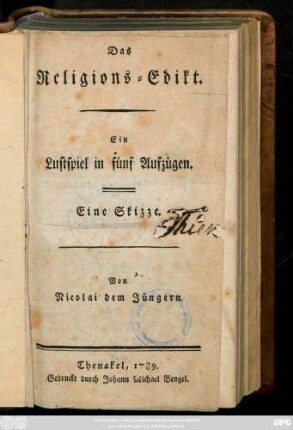 Das
Religions-Edikt.
Ein
Lustspiel in fünf Aufzügen.
Eine Skizze.
Von
Nicolai dem Jüngern.
Thenakel, 1789.
Gedruckt durch Johann Michael Bengel.